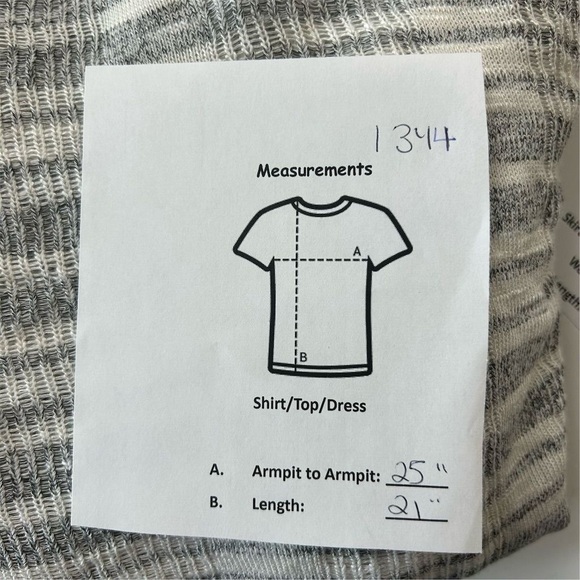 1344
Measurements
A
B
Shirt/Top/Dress
A. Armpit to Armpit: 25"
B. Length: 21"